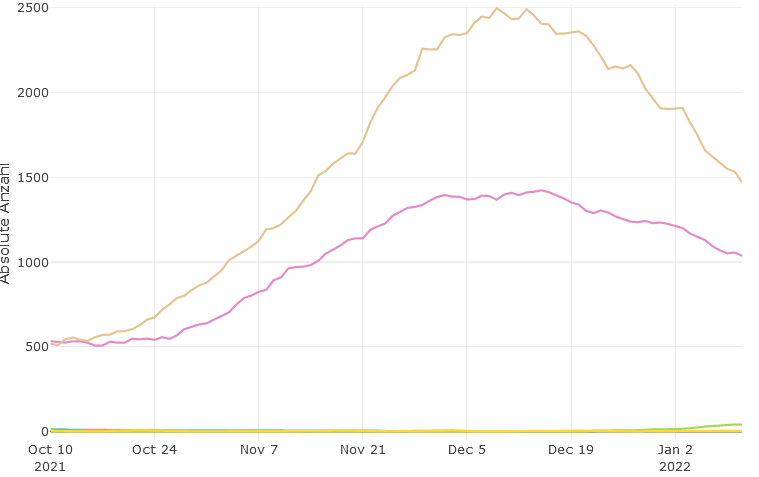 2500
2000
1500
1000
500
0
Absolute Anzahl
Oct 10
2021
Oct 24
Nov 7
Nov 21
Dec 5
Dec 19
Jan 2
2022